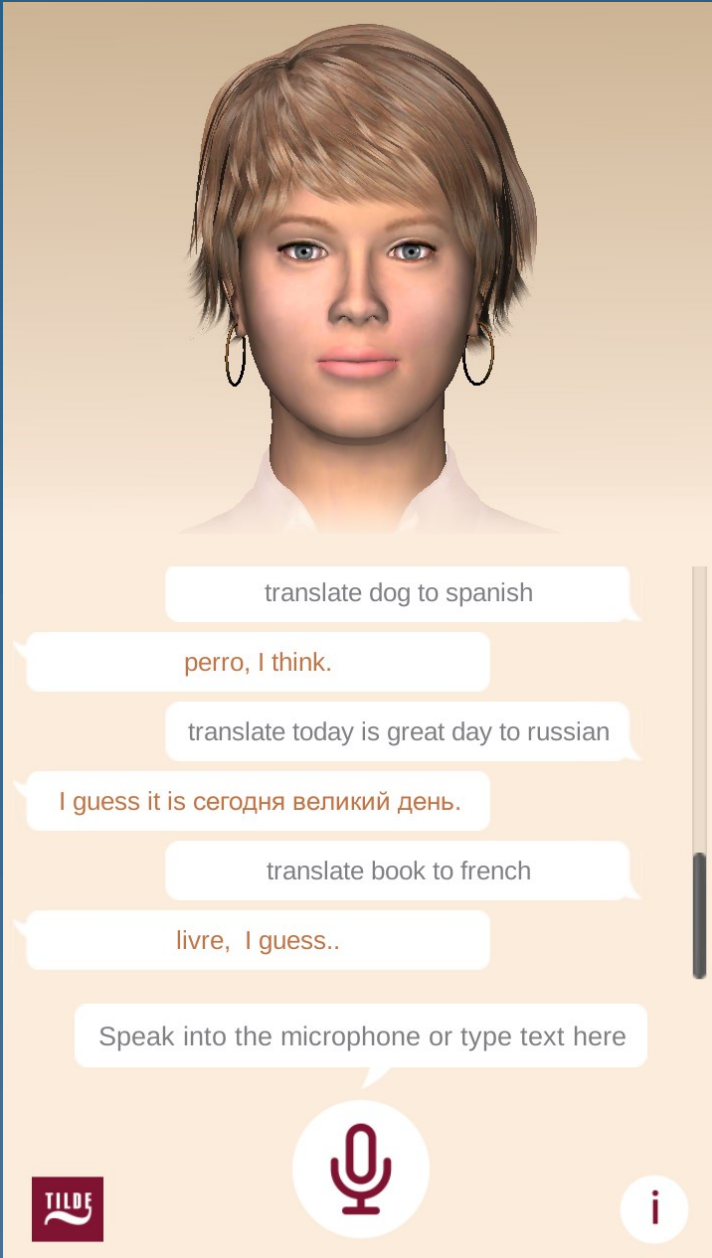 translate dog to spanish
perro, I think.
translate today is great day to russian
I guess it is сегодня великий день.
translate book to french
livre,  I guess..
Speak into the microphone or type text here
TILDE
i